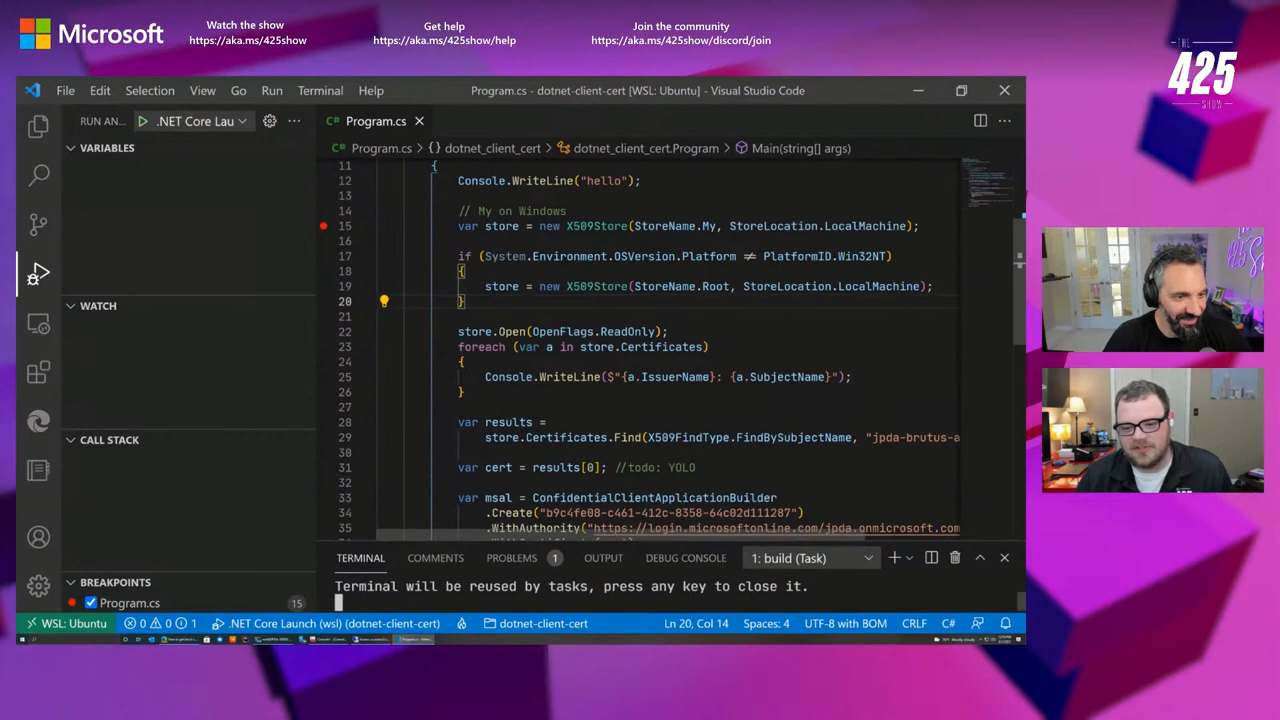 Microsoft
Watch the show
https://aka.ms/425show
Get help
https://aka.ms/425show/help
Join the community
https://aka.ms/425show/discord/join
THE
425
SHOW
File Edit Selection View Go Run Terminal Help
Program.cs - dotnet-client-cert [WSL: Ubuntu] - Visual Studio Code
RUN AN... .NET Core Lau
C# Program.cs
VARIABLES
Program.cs > {} dotnet_client_cert > dotnet_client_cert.Program > Main(string[] args)
11 {
12 Console.WriteLine("hello");
13
14 // My on Windows
15 var store = new X509Store(StoreName.My, StoreLocation.LocalMachine);
16
17 if (System.Environment.OSVersion.Platform ≠ PlatformID.Win32NT)
18 {
19 store = new X509Store(StoreName.Root, StoreLocation.LocalMachine);
20 }
21
22 store.Open(OpenFlags.ReadOnly);
23 foreach (var a in store.Certificates)
24 {
25 Console.WriteLine($"{a.IssuerName}: {a.SubjectName}");
26 }
27
28 var results =
29 store.Certificates.Find(X509FindType.FindBySubjectName, "jpda-brutus-a
30
31 var cert = results[0]; //todo: YOLO
32
33 var msal = ConfidentialClientApplicationBuilder
34 .Create("b9c4fe08-c461-412c-8358-64c02d111287")
35 .WithAuthority("https://login.microsoftonline.com/jpda.onmicrosoft.com
WATCH
CALL STACK
BREAKPOINTS
Program.cs 15
TERMINAL COMMENTS PROBLEMS 1 OUTPUT DEBUG CONSOLE 1: build (Task)
Terminal will be reused by tasks, press any key to close it.
WSL: Ubuntu 0 0 1 .NET Core Launch (wsl) (dotnet-client-cert) dotnet-client-cert Ln 20, Col 14 Spaces: 4 UTF-8 with BOM CRLF C#